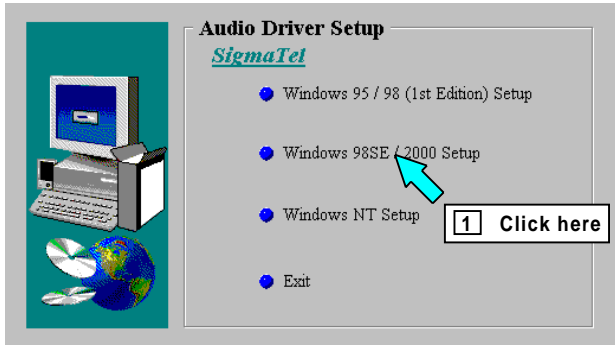 Audio Driver Setup
SigmaTel
Windows 95 / 98 (1st Edition) Setup
Windows 98SE / 2000 Setup
Windows NT Setup
1 Click here
Exit